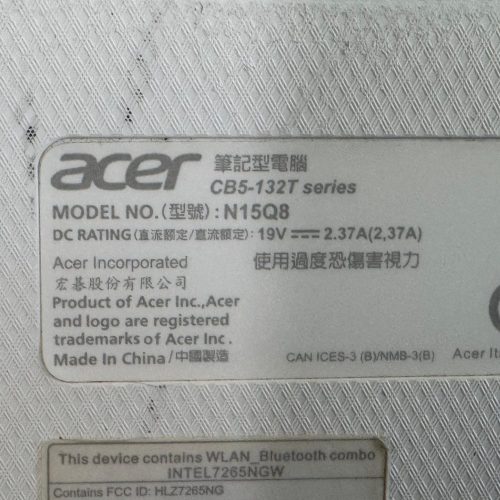 acer 筆記型電腦
CB5-132T series
MODEL NO.(型號): N15Q8
DC RATING(直流額定/直流額定): 19V ⎓ 2.37A(2,37A)
Acer Incorporated 使用過度恐傷害視力
宏碁股份有限公司
Product of Acer Inc.,Acer
and logo are registered
trademarks of Acer Inc .
Made In China /中國製造
CAN ICES-3 (B)/NMB-3(B)
Acer
This device contains WLAN_Bluetooth combo
INTEL7265NGW
Contains FCC ID: HLZ7265NG